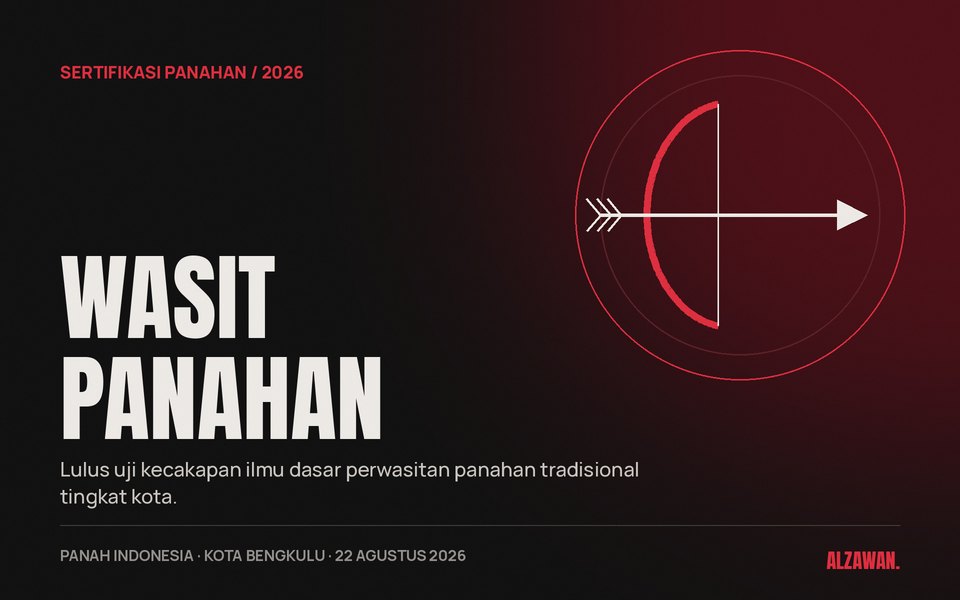 SERTIFIKASI PANAHAN / 2026
WASIT
PANAHAN
Lulus uji kecakapan ilmu dasar perwasitan panahan tradisional
tingkat kota.
PANAH INDONESIA · KOTA BENGKULU · 22 AGUSTUS 2026
ALZAWAN.